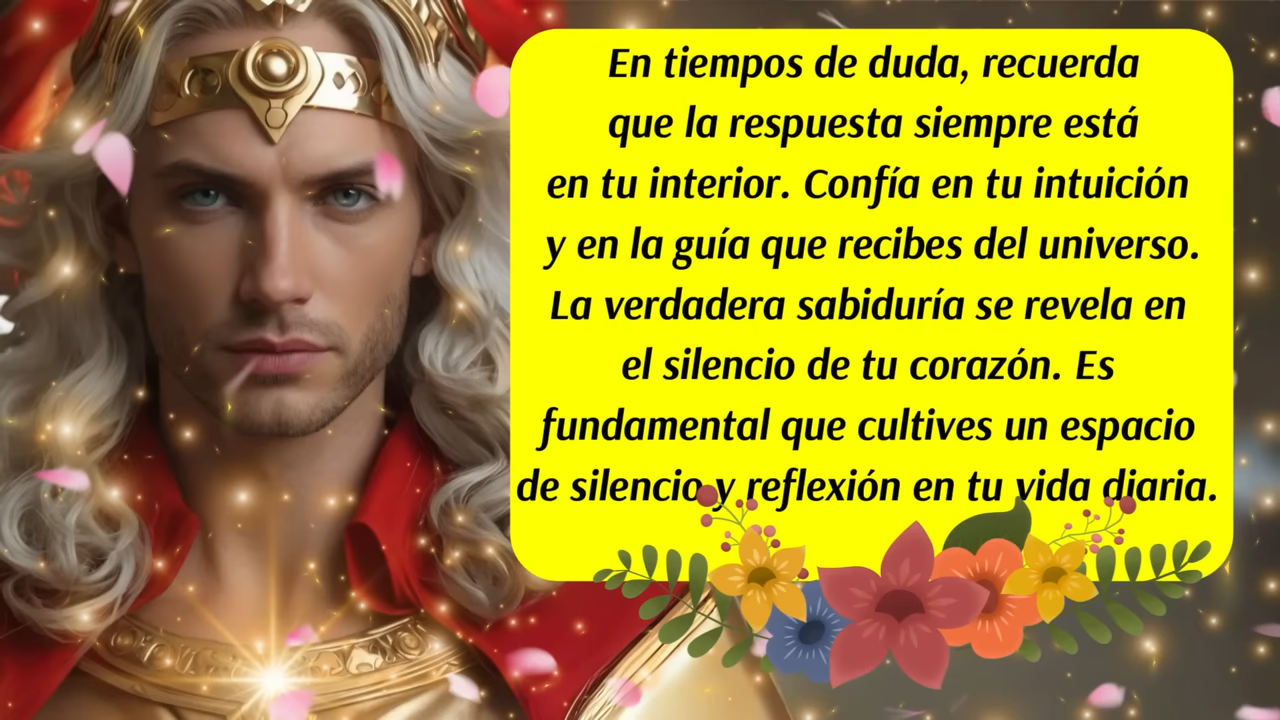 En tiempos de duda, recuerda
que la respuesta siempre está
en tu interior. Confía en tu intuición
y en la guía que recibes del universo.
La verdadera sabiduría se revela en
el silencio de tu corazón. Es
fundamental que cultives un espacio
de silencio y reflexión en tu vida diaria.